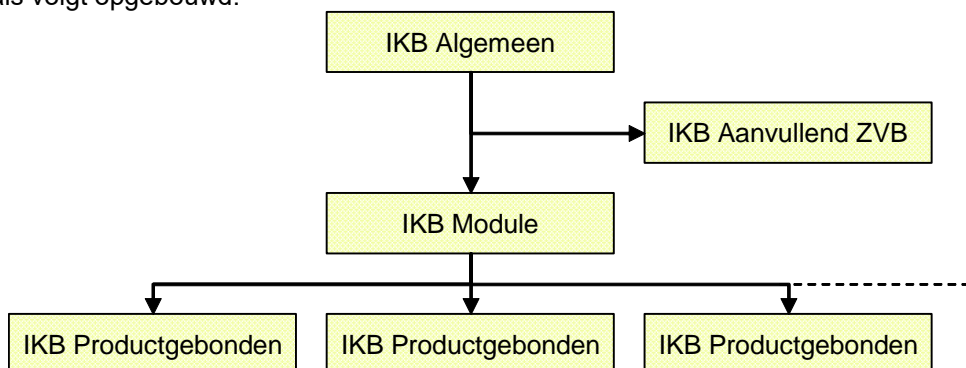 als volgt opgebouwd:
IKB Algemeen
IKB Aanvullend ZVB
IKB Module
IKB Productgebonden
IKB Productgebonden
IKB Productgebonden